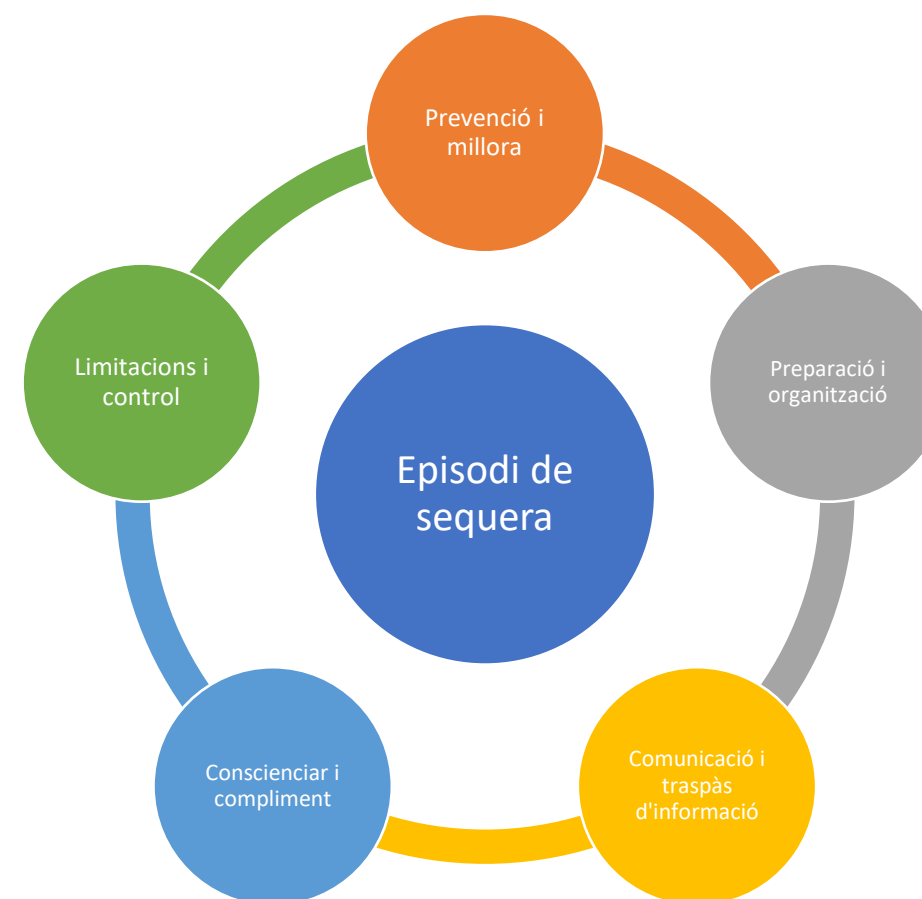 Prevenció i
millora
Preparació i
organització
Comunicació i
traspàs
d'informació
Conscienciar i
compliment
Limitacions i
control
Episodi de
sequera